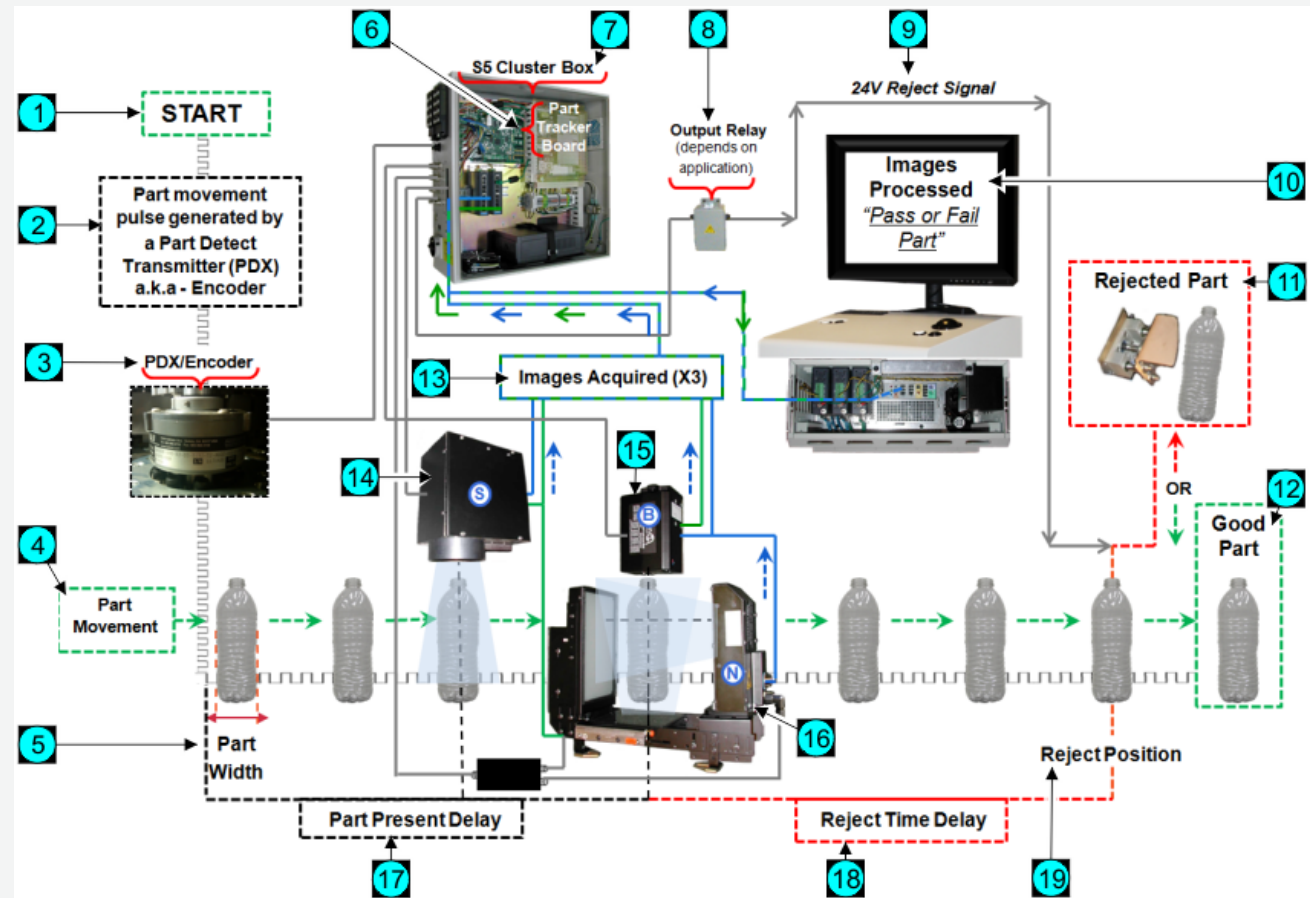 6
7
8
9
S5 Cluster Box
24V Reject Signal
1
START
Part
Tracker
Board
Output Relay
(depends on
application)
Images
Processed
"Pass or Fail
Part"
10
2
Part movement
pulse generated by
a Part Detect
Transmitter (PDX)
a.k.a - Encoder
Rejected Part
11
3
PDX/Encoder
13
Images Acquired (X3)
14
S
15
B
OR
12
Good
Part
4
Part
Movement
N
16
5
Part
Width
Reject Position
19
Part Present Delay
17
Reject Time Delay
18